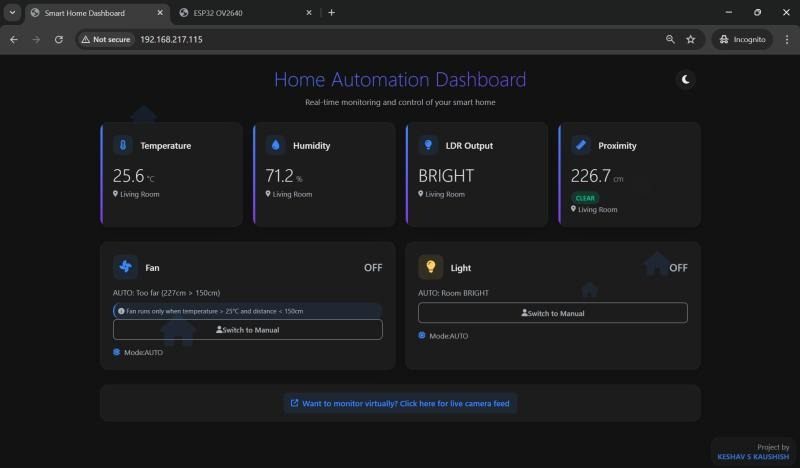 Smart Home Dashboard
ESP32 OV2640
Not secure
192.168.217.115
Incognito
Home Automation Dashboard
Real-time monitoring and control of your smart home
Temperature
25.6 °C
Living Room
Humidity
71.2 %
Living Room
LDR Output
BRIGHT
Living Room
Proximity
226.7 cm
CLEAR
Living Room
Fan
OFF
AUTO: Too far (227cm > 150cm)
Fan runs only when temperature > 25°C and distance < 150cm
Switch to Manual
Mode:AUTO
Light
OFF
AUTO: Room BRIGHT
Switch to Manual
Mode:AUTO
Want to monitor virtually? Click here for live camera feed
Project by
KESHAV S KAUSHISH